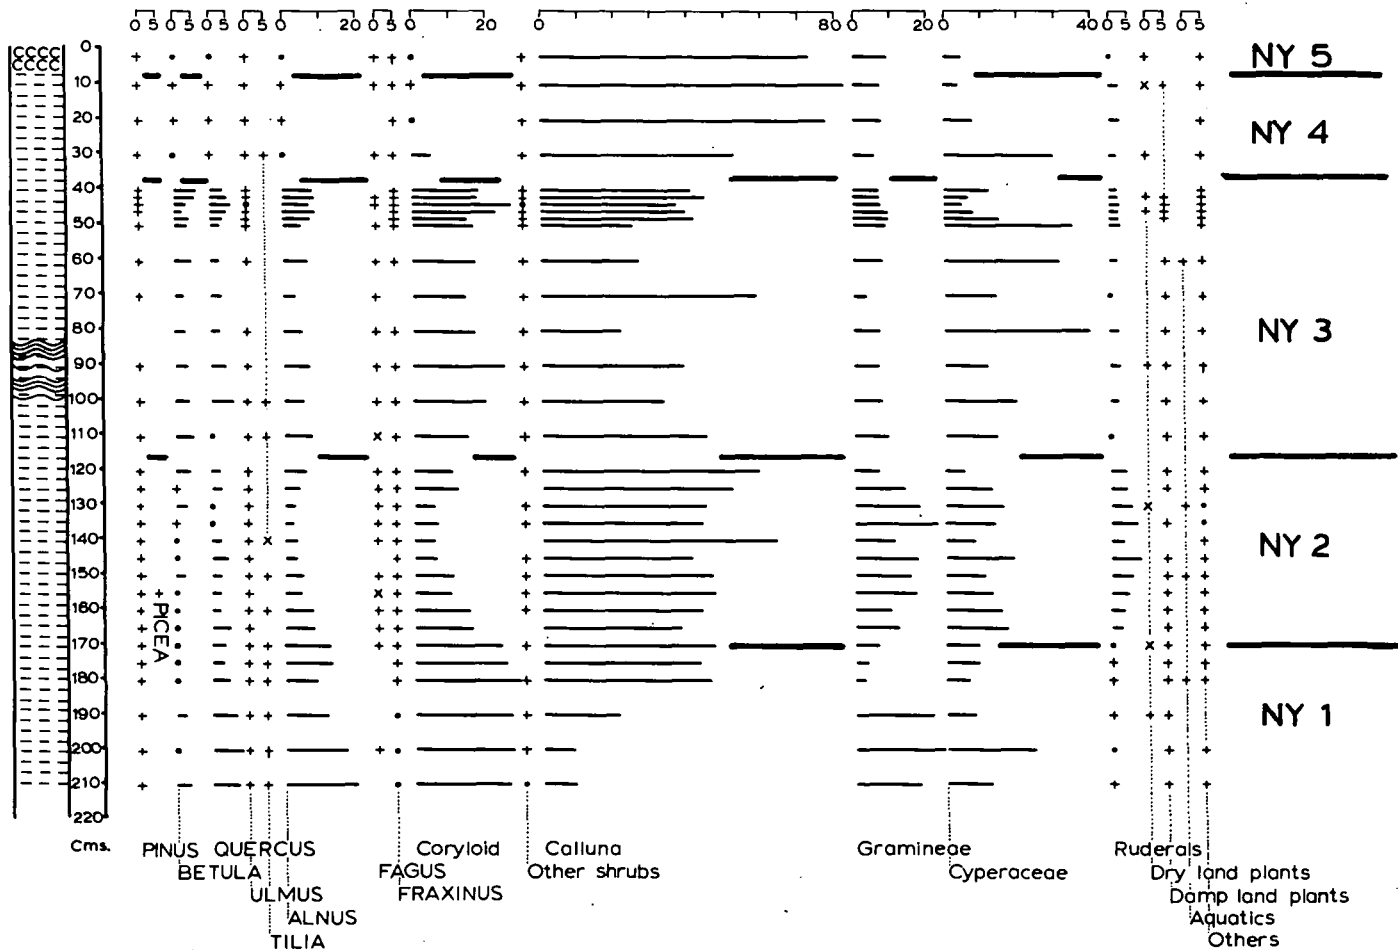 0 5 0 5 0 5 0 5 0 20 0 5 0 20 0 80 0 20 0 40 0 5 0 5 0 5
CCCC
CCCC
0
10
20
30
40
50
60
70
80
90
100
110
120
130
140
150
160
170
180
190
200
210
220
Cms.
NY 5
NY 4
NY 3
NY 2
NY 1
PICEA
PINUS QUERCUS Coryloid Calluna Gramineae Ruderals
BETULA FAGUS Other shrubs Cyperaceae Dry land plants
ULMUS FRAXINUS Damp land plants
ALNUS Aquatics
TILIA Others